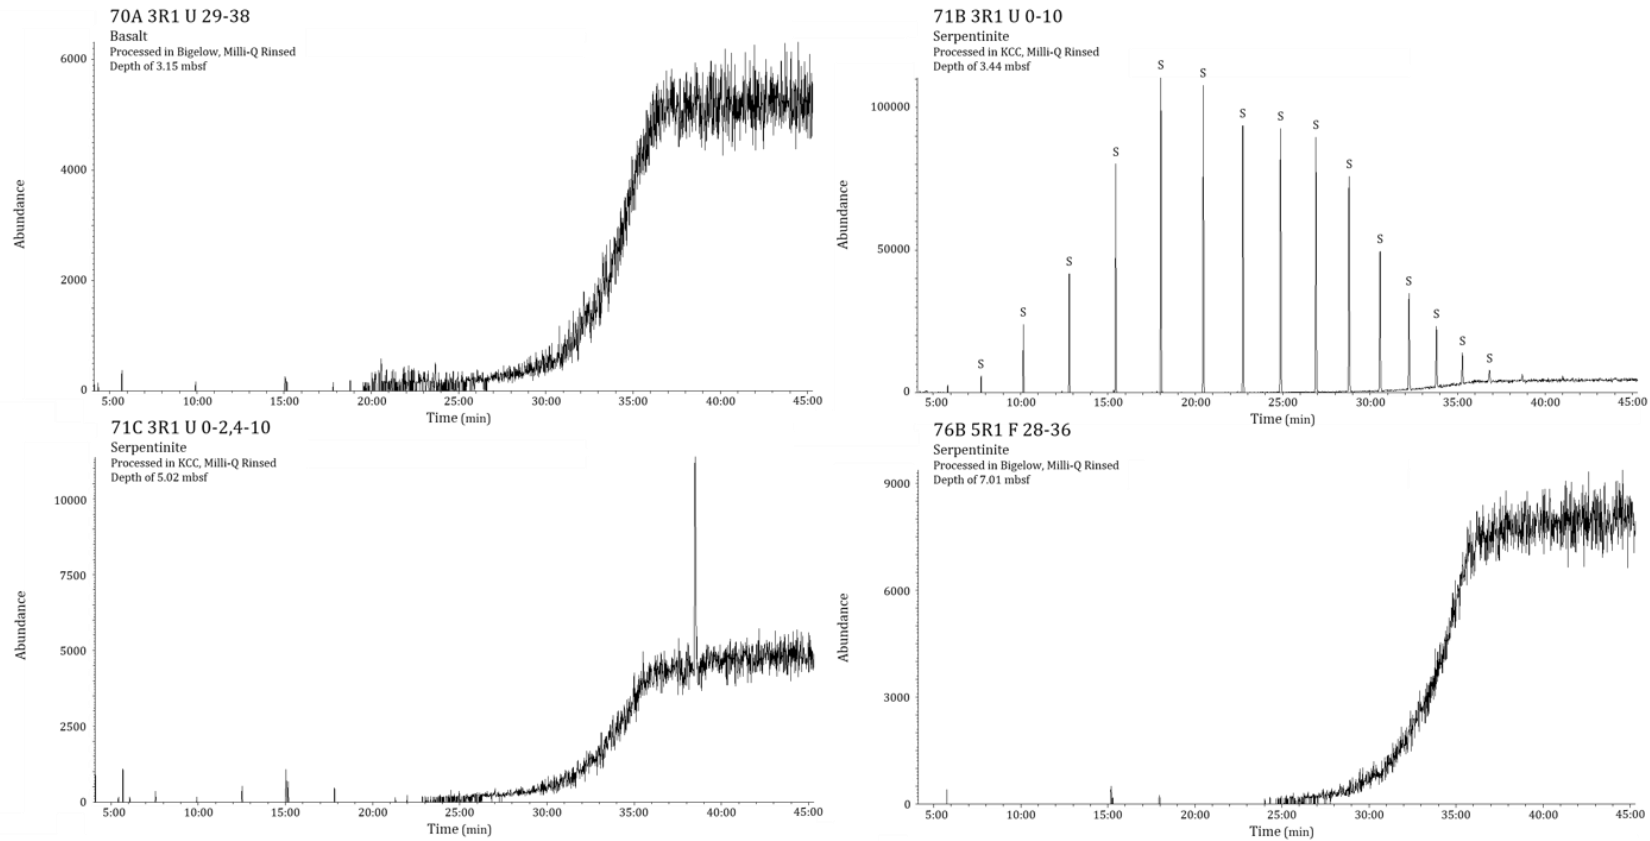 70A 3R1 U 29-38
Basalt
Processed in Bigelow, Milli-Q Rinsed
Depth of 3.15 mbsf
6000
4000
2000
0
Abundance
5:00 10:00 15:00 20:00 25:00 30:00 35:00 40:00 45:00
Time (min)
71B 3R1 U 0-10
Serpentinite
Processed in KCC, Milli-Q Rinsed
Depth of 3.44 mbsf
100000
50000
0
Abundance
S S S S S S S S S S S S S S S
5:00 10:00 15:00 20:00 25:00 30:00 35:00 40:00 45:00
Time (min)
71C 3R1 U 0-2,4-10
Serpentinite
Processed in KCC, Milli-Q Rinsed
Depth of 5.02 mbsf
10000
7500
5000
2500
0
Abundance
5:00 10:00 15:00 20:00 25:00 30:00 35:00 40:00 45:00
Time (min)
76B 5R1 F 28-36
Serpentinite
Processed in Bigelow, Milli-Q Rinsed
Depth of 7.01 mbsf
9000
6000
3000
0
Abundance
5:00 10:00 15:00 20:00 25:00 30:00 35:00 40:00 45:00
Time (min)